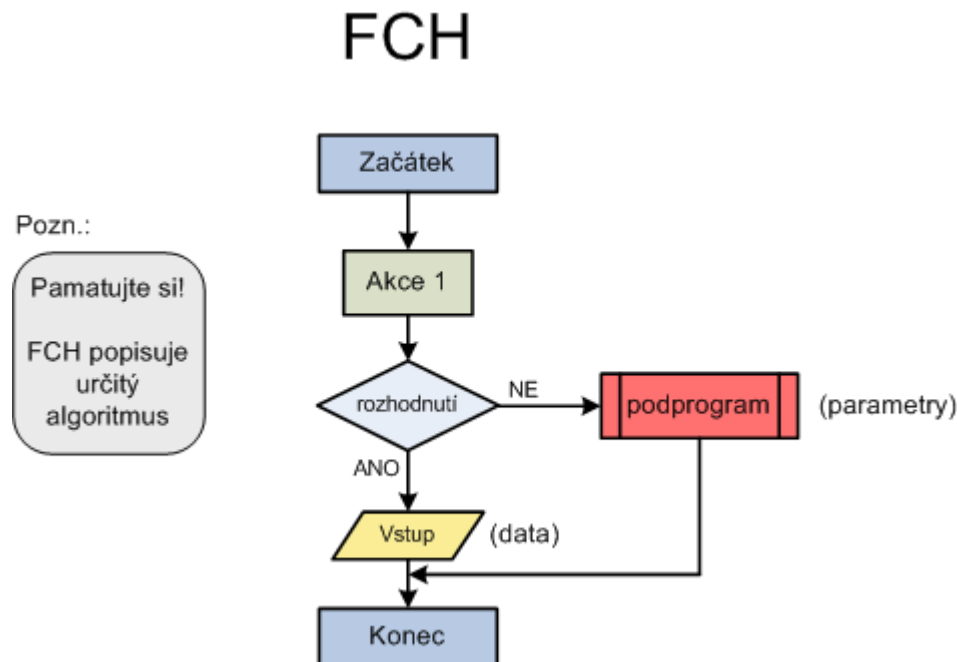 FCH
Začátek
Pozn.:
Pamatujte si!
FCH popisuje
určitý
algoritmus
Akce 1
rozhodnutí
NE
podprogram
(parametry)
ANO
Vstup
(data)
Konec